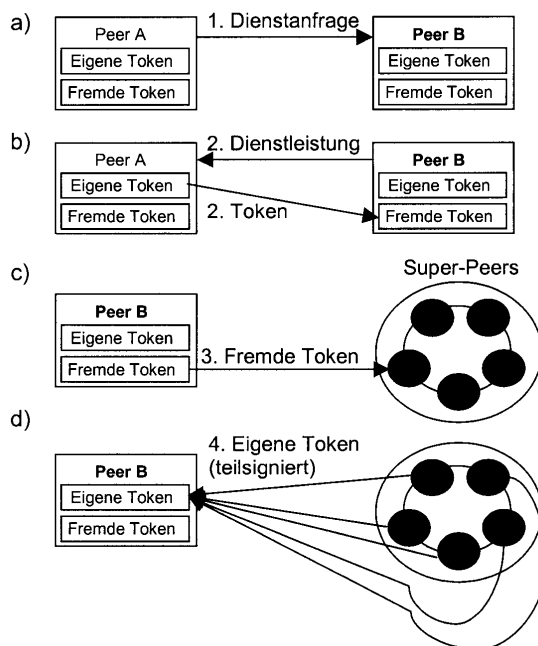 a)
Peer A
Eigene Token
Fremde Token
1. Dienstanfrage
Peer B
Eigene Token
Fremde Token
b)
Peer A
Eigene Token
Fremde Token
2. Dienstleistung
2. Token
Peer B
Eigene Token
Fremde Token
c)
Peer B
Eigene Token
Fremde Token
3. Fremde Token
Super-Peers
d)
Peer B
Eigene Token
Fremde Token
4. Eigene Token
(teilsigniert)